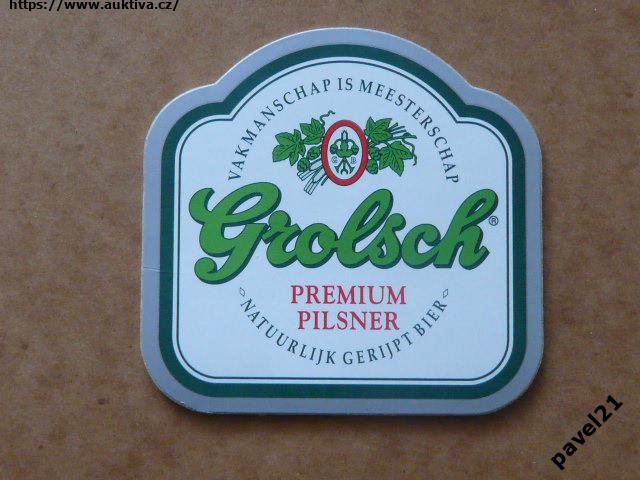 https://www.auktiva.cz/
VAKMANSCHAP IS MEESTERSCHAP
G B
Grolsch®
PREMIUM
PILSNER
NATUURLIJK GERIJPT BIER
pavel21